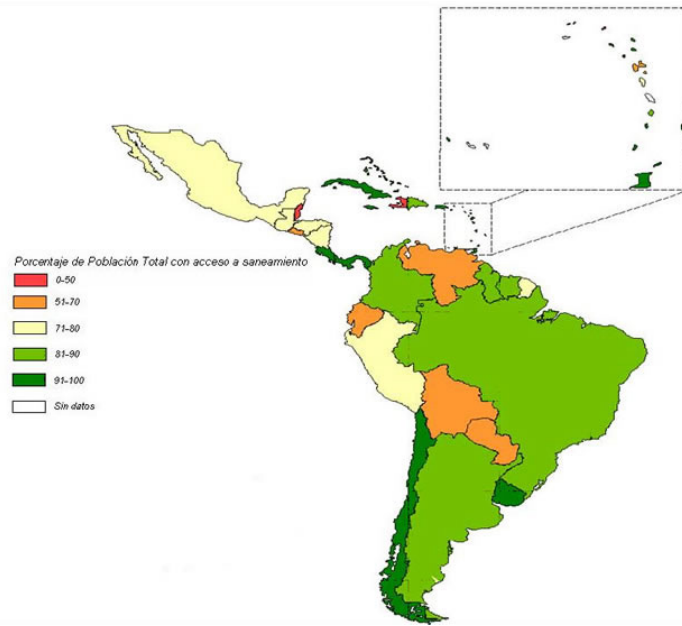 Porcentaje de Población Total con acceso a saneamiento
0-50
51-70
71-80
81-90
91-100
Sin datos